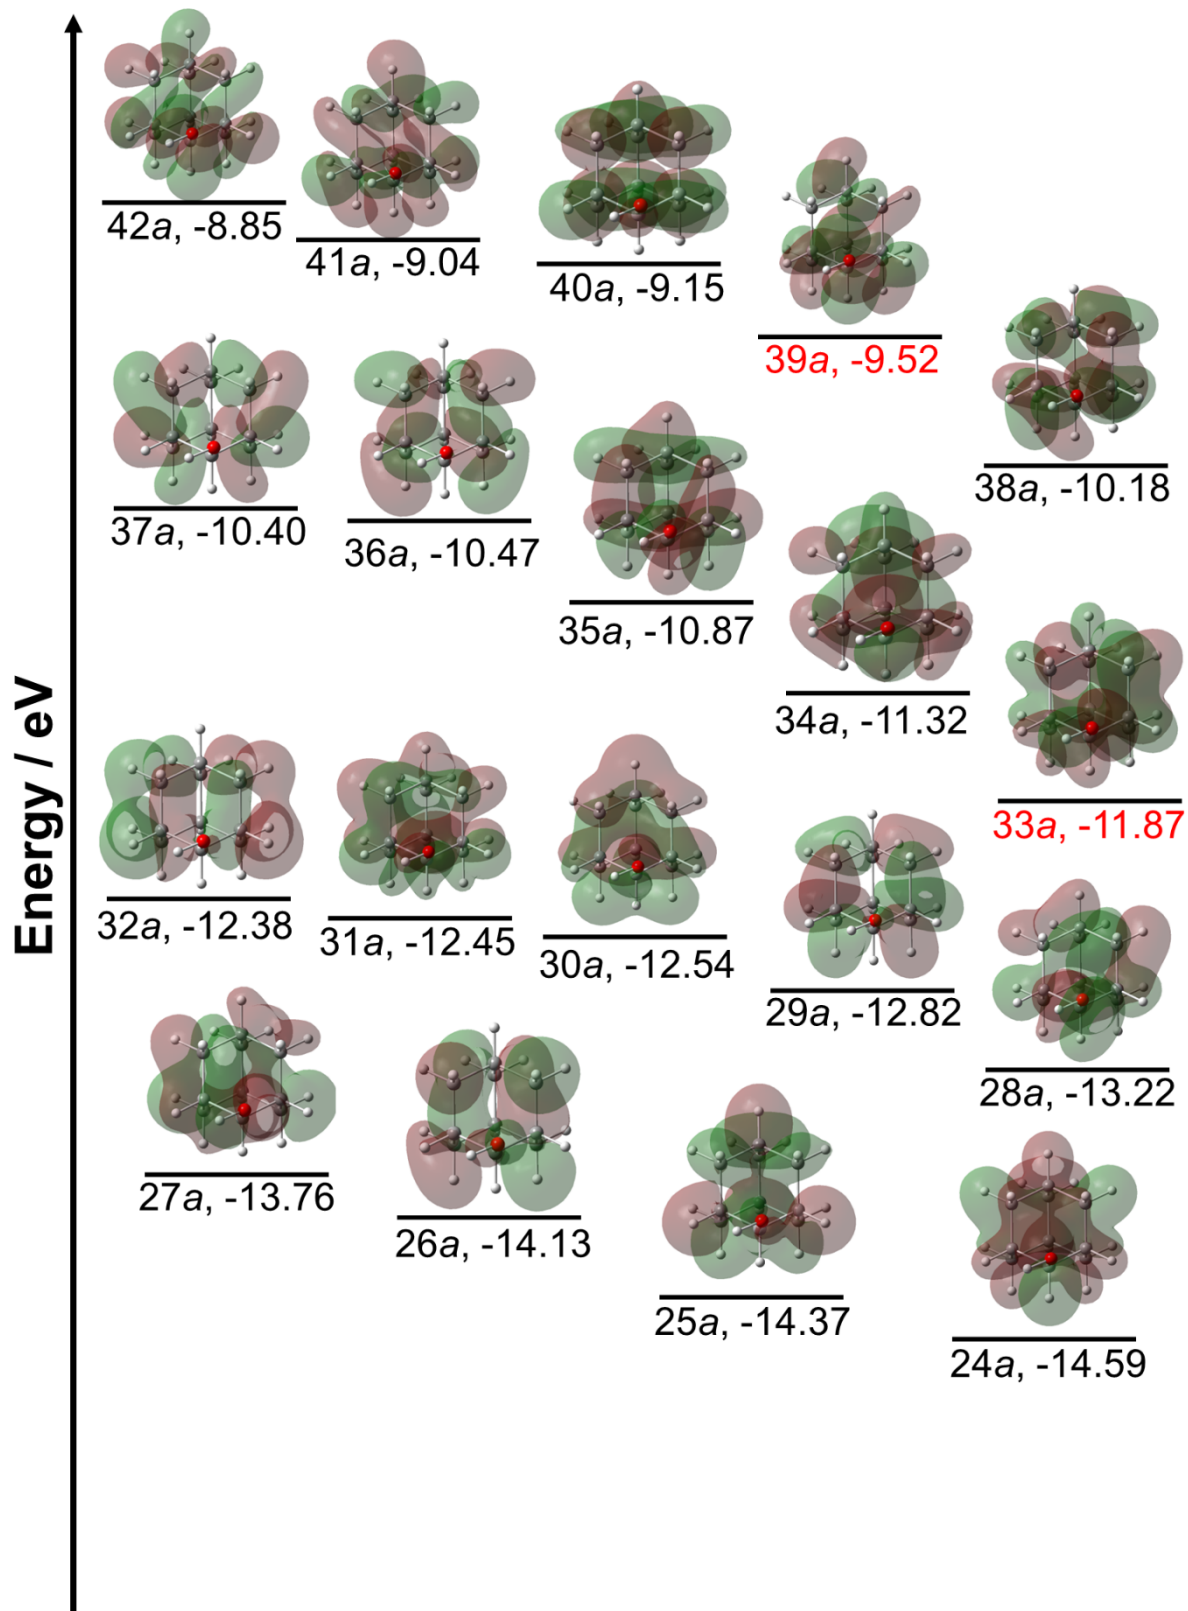 42a, -8.85
41a, -9.04
40a, -9.15
39a, -9.52
38a, -10.18
37a, -10.40
36a, -10.47
35a, -10.87
34a, -11.32
33a, -11.87
32a, -12.38
31a, -12.45
30a, -12.54
29a, -12.82
28a, -13.22
27a, -13.76
26a, -14.13
25a, -14.37
24a, -14.59
Energy / eV